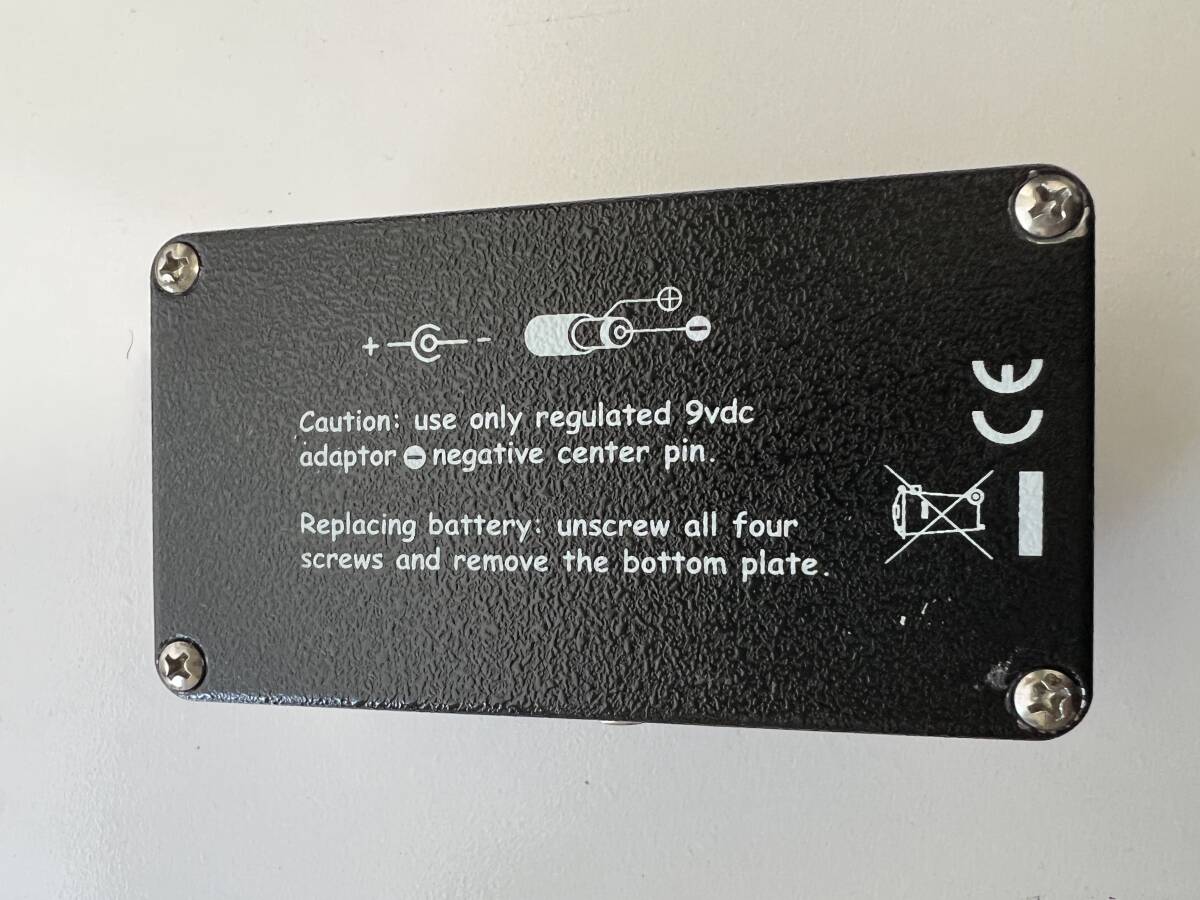 + -
+
-
Caution: use only regulated 9vdc
adaptor ⊖ negative center pin.
Replacing battery: unscrew all four
screws and remove the bottom plate.
CE